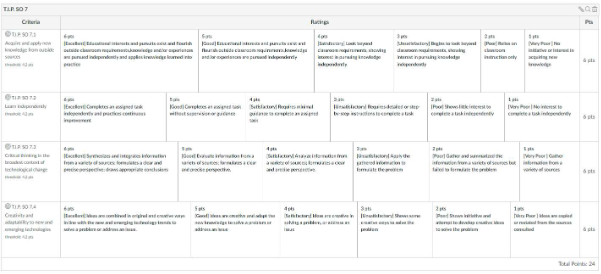 T.I.P. SO 7
Criteria
Ratings
Pts
T.I.P. SO 7.1
Acquire and apply new
knowledge from outside
sources
threshold: 4.2 pts
6 pts
[Excellent] Educational interests and pursuits exist and flourish
outside classroom requirements, knowledge and/or experiences
are pursued independently and applies knowledge learned into
practice
5 pts
[Good] Educational interests and pursuits exist and
flourish outside classroom requirements, knowledge
and/or experiences are pursued independently
4 pts
[Satisfactory] Look beyond
classroom requirements, showing
interest in pursuing knowledge
independently
3 pts
[Unsatisfactory] Begins to look beyond
classroom requirements, showing
interest in pursuing knowledge
independently
2 pts
[Poor] Relies on
classroom
instruction only
1 pts
[Very Poor] No
initiative or interest in
acquiring new
knowledge
6 pts
T.I.P. SO 7.2
Learn independently
threshold: 4.2 pts
6 pts
[Excellent] Completes an assigned task
independently and practices continuous
improvement
5 pts
[Good] Completes an assigned task
without supervision or guidance
4 pts
[Satisfactory] Requires minimal
guidance to complete an assigned
task
3 pts
[Unsatisfactory] Requires detailed or step-
by-step instructions to complete a task
2 pts
[Poor] Shows little interest to
complete a task independently
1 pts
[Very Poor] No interest to
complete a task independently
6 pts
T.I.P. SO 7.3
Critical thinking in the
broadest context of
technological change
threshold: 4.2 pts
6 pts
[Excellent] Synthesizes and integrates information
from a variety of sources; formulates a clear and
precise perspective; draws appropriate conclusions
5 pts
[Good] Evaluate information from a
variety of sources; formulates a clear
and precise perspective.
4 pts
[Satisfactory] Analyze information
from a variety of sources; formulates
a clear and precise perspective.
3 pts
[Unsatisfactory] Apply the
gathered information to
formulate the problem
2 pts
[Poor] Gather and summarized the
information from a variety of sources but
failed to formulate the problem
1 pts
[Very Poor] Gather
information from a
variety of sources
6 pts
T.I.P. SO 7.4
Creativity and
adaptability to new and
emerging technologies
threshold: 4.2 pts
6 pts
[Excellent] Ideas are combined in original and creative ways
in line with the new and emerging technology trends to
solve a problem or address an issue.
5 pts
[Good] Ideas are creative and adapt the
new knowledge to solve a problem or
address an issue
4 pts
[Satisfactory] Ideas are creative in
solving a problem, or address an
issue
3 pts
[Unsatisfactory] Shows some
creative ways to solve the
problem
2 pts
[Poor] Shows initiative and
attempt to develop creative ideas
to solve the problem
1 pts
[Very Poor] Ideas are copied
or restated from the sources
consulted
6 pts
Total Points: 24